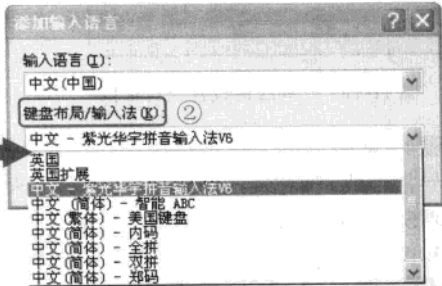 添加输入语言
输入语言(I):
中文(中国)
键盘布局/输入法(K): ②
中文 - 紫光华宇拼音输入法V6
英国
英国扩展
中文 - 紫光华宇拼音输入法V6
中文 (简体) - 智能 ABC
中文(繁体) - 美国键盘
中文(简体) - 内码
中文(简体) - 全拼
中文(简体) - 双拼
中文(简体) - 郑码